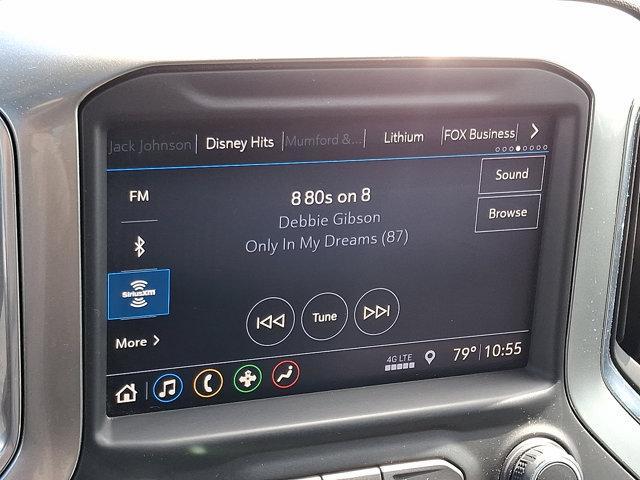 Jack Johnson Disney Hits Mumford &... Lithium FOX Business
FM
8 80s on 8
Debbie Gibson
Only In My Dreams (87)
Sound
Browse
SiriusXM
More
Tune
4G LTE
79° 10:55